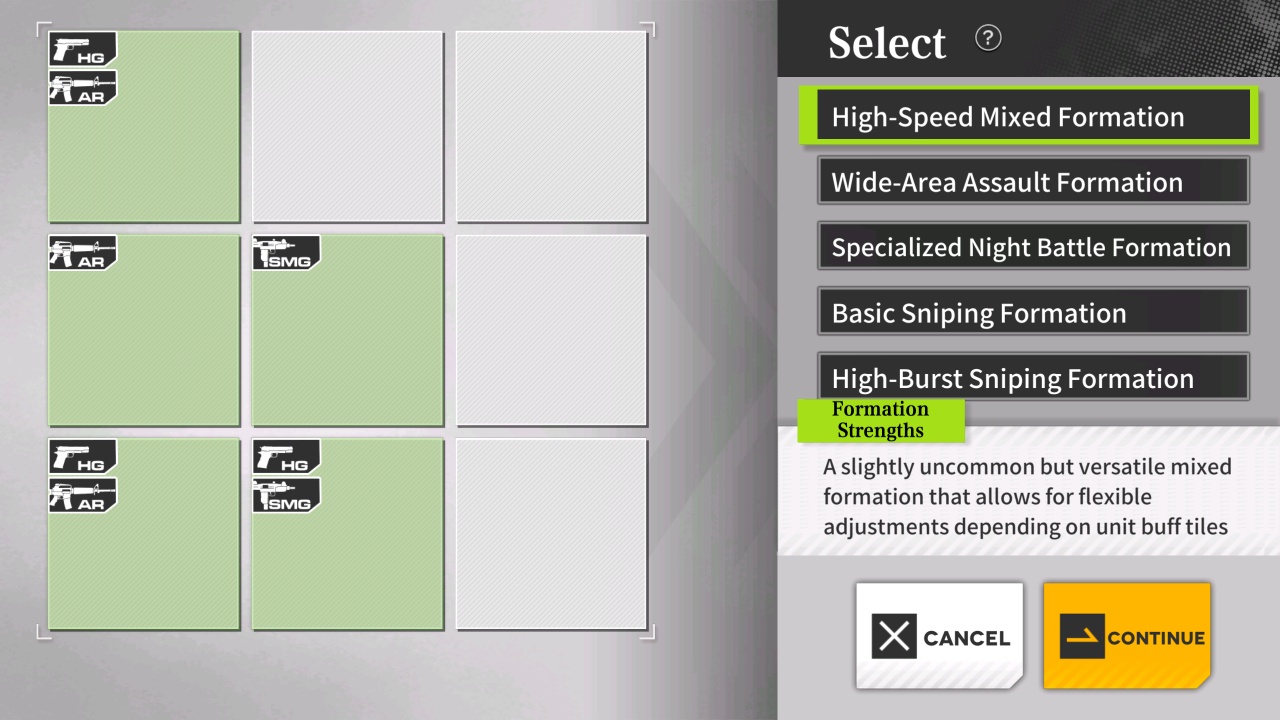 HG
AR
AR
SMG
HG
AR
HG
SMG
Select ?
High-Speed Mixed Formation
Wide-Area Assault Formation
Specialized Night Battle Formation
Basic Sniping Formation
High-Burst Sniping Formation
Formation
Strengths
A slightly uncommon but versatile mixed
formation that allows for flexible
adjustments depending on unit buff tiles
CANCEL
CONTINUE